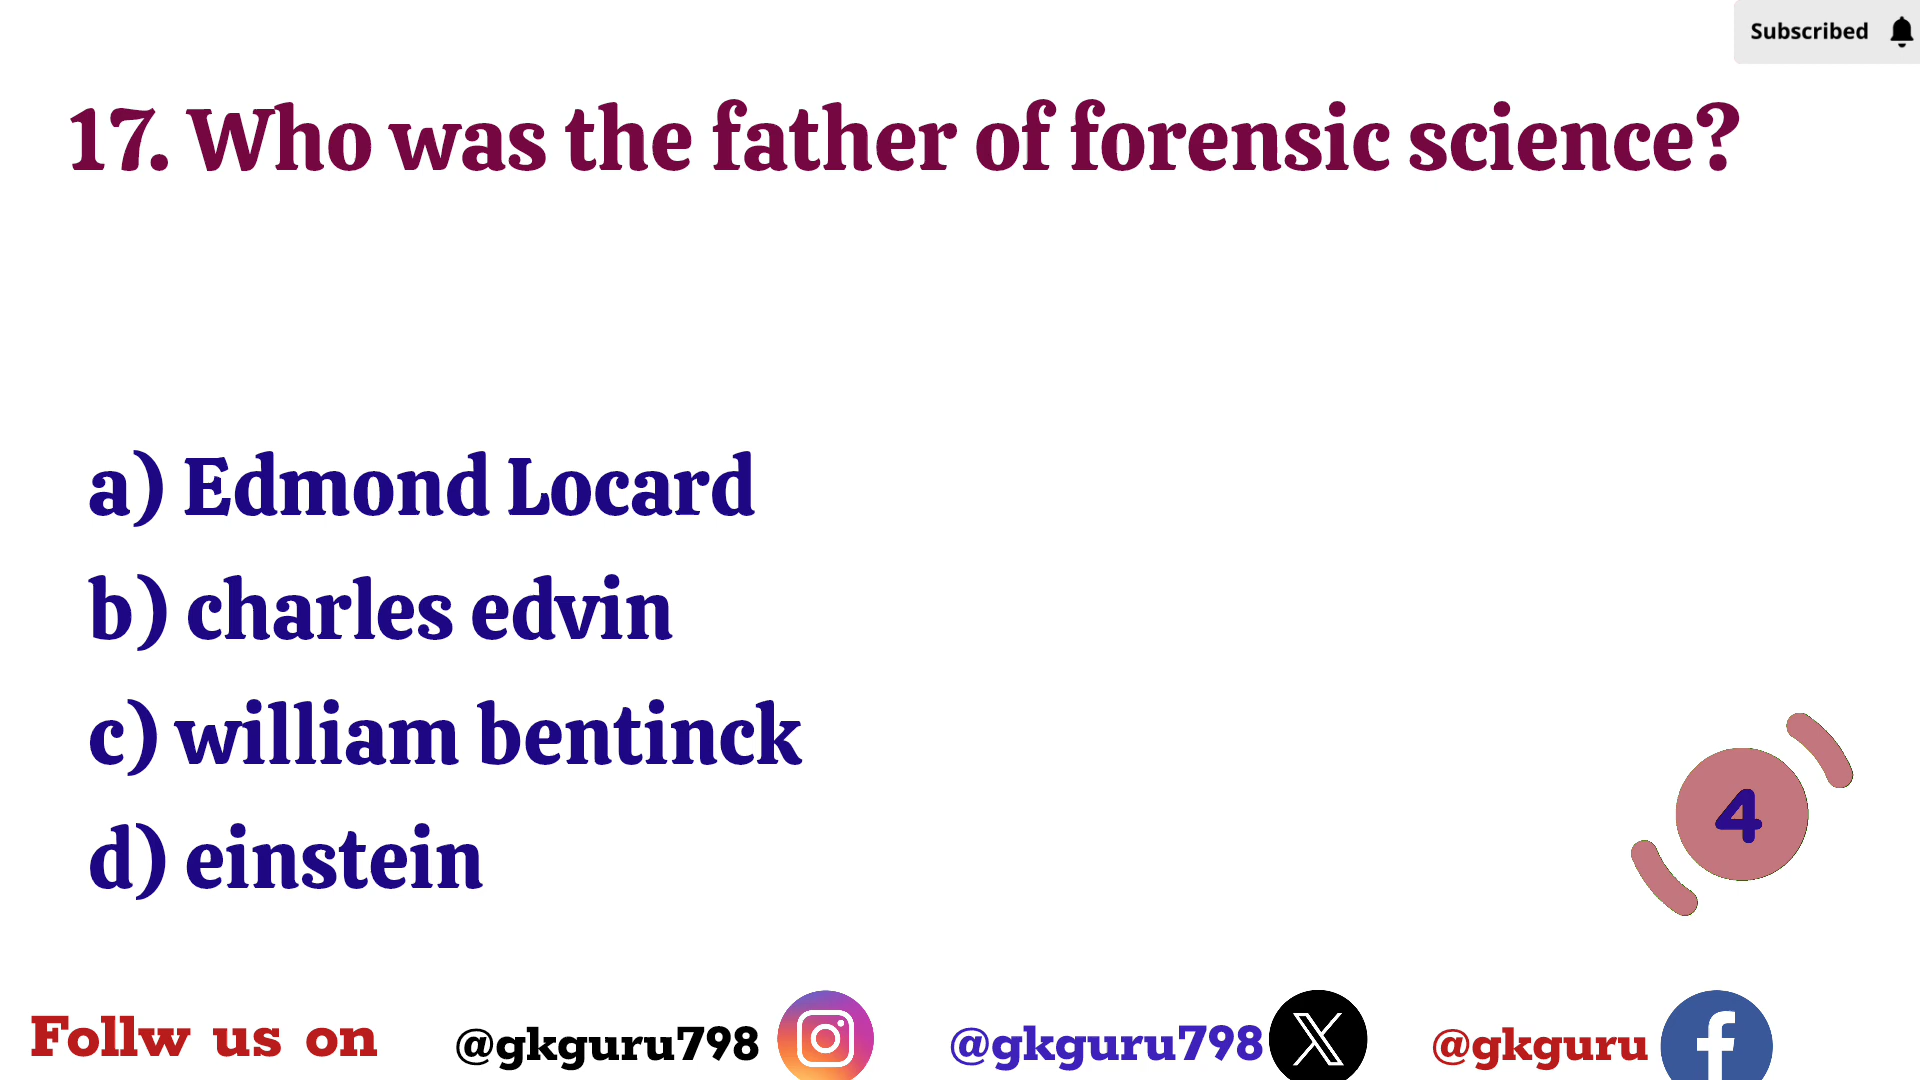 Subscribed
17. Who was the father of forensic science?
a) Edmond Locard
b) charles edvin
c) william bentinck
d) einstein
4
Follw us on @gkguru798 @gkguru798 @gkguru